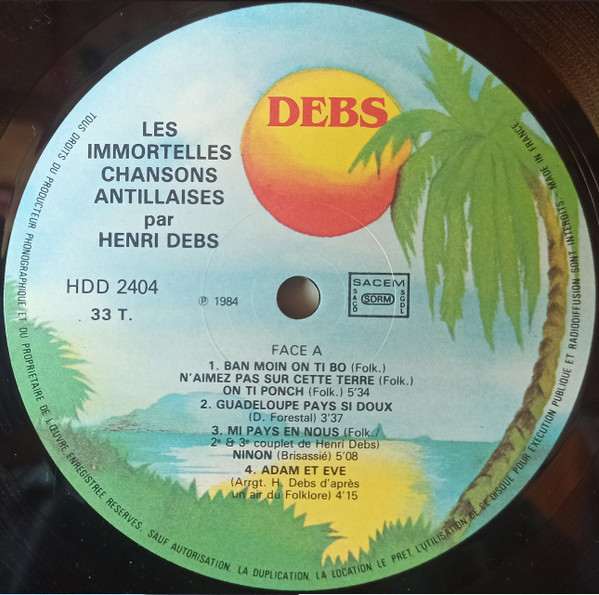 DEBS
LES
IMMORTELLES
CHANSONS
ANTILLAISES
par
HENRI DEBS
HDD 2404
33 T.
℗ 1984
SACEM
SACD
SDRM
SGDL
FACE A
1. BAN MOIN ON TI BO (Folk.)
N'AIMEZ PAS SUR CETTE TERRE (Folk.)
ON TI PONCH (Folk.) 5'34
2. GUADELOUPE PAYS SI DOUX
(D. Forestal) 3'37
3. MI PAYS EN NOUS (Folk.)
2e & 3e couplet de Henri Debs)
NINON (Brisassié) 5'08
4. ADAM ET EVE
(Arrgt. H. Debs d'après
un air du Folklore) 4'15
TOUS DROITS DU PRODUCTEUR PHONOGRAPHIQUE ET DU PROPRIETAIRE DE L'ŒUVRE ENREGISTREE RESERVES. SAUF AUTORISATION, LA DUPLICATION, LA LOCATION, LE PRET, L'UTILISATION DE CE DISQUE POUR EXECUTION PUBLIQUE ET RADIODIFFUSION SONT INTERDITS - MADE IN FRANCE